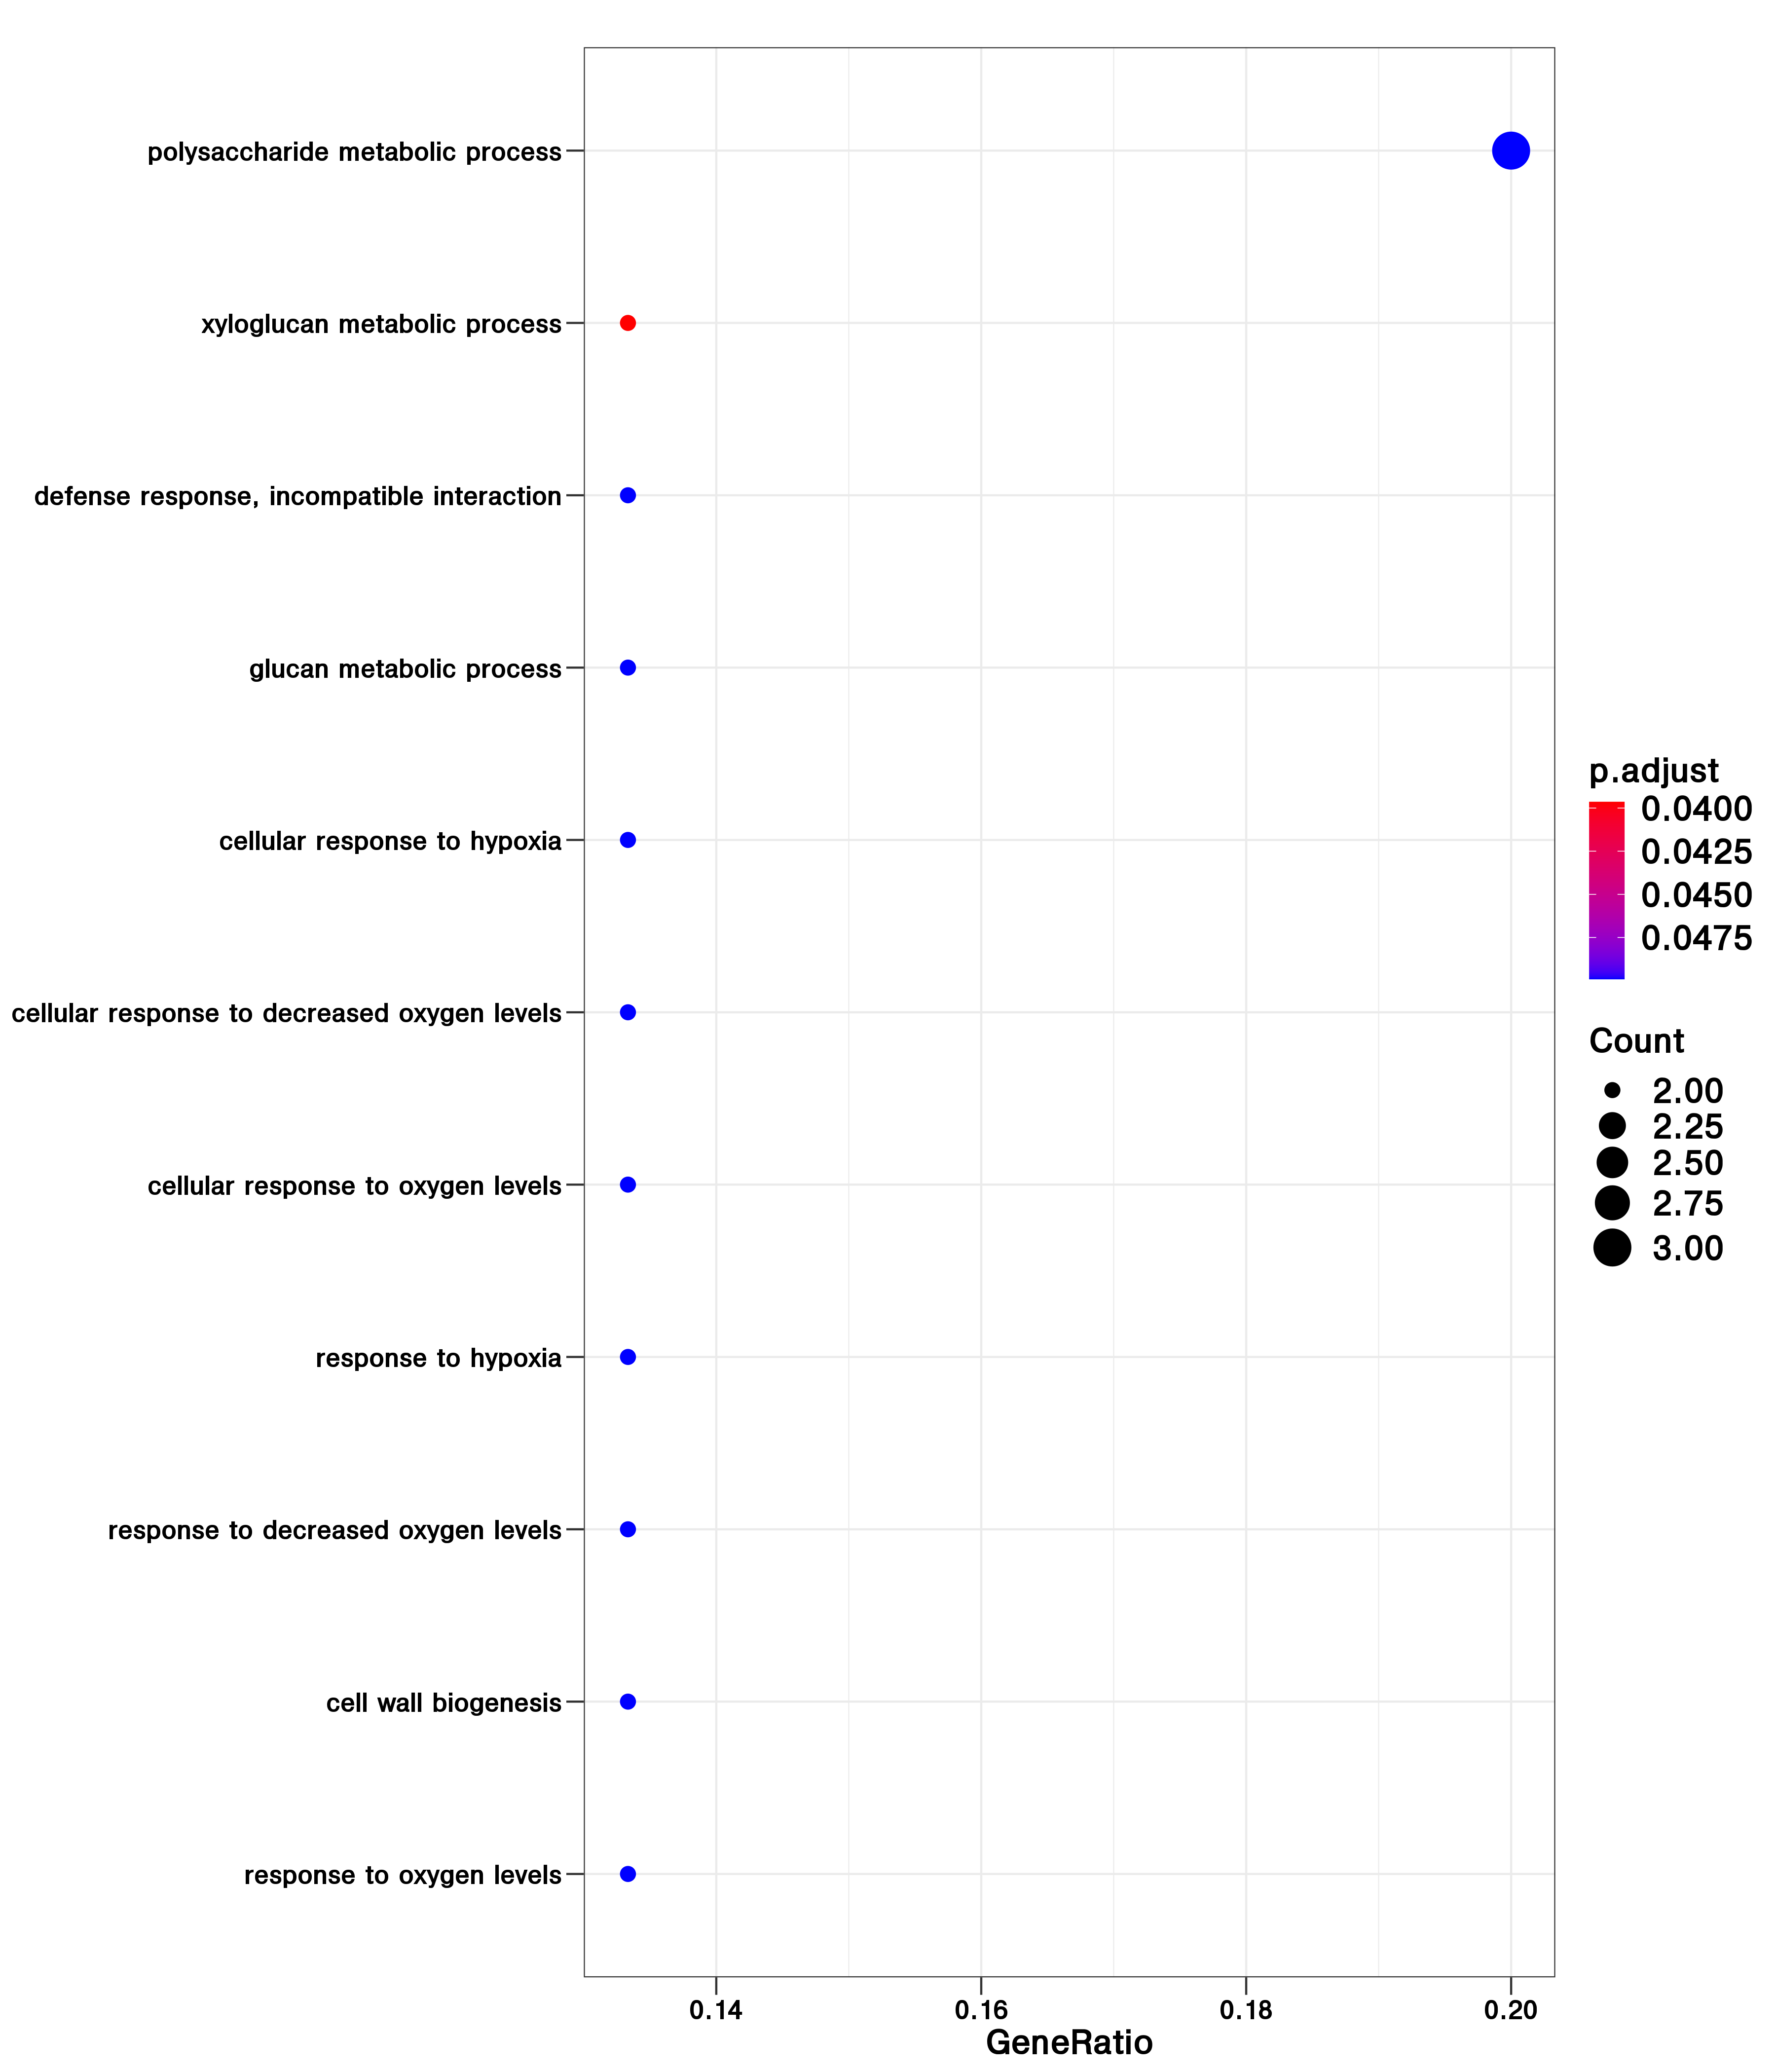 polysaccharide metabolic process
xyloglucan metabolic process
defense response, incompatible interaction
glucan metabolic process
cellular response to hypoxia
cellular response to decreased oxygen levels
cellular response to oxygen levels
response to hypoxia
response to decreased oxygen levels
cell wall biogenesis
response to oxygen levels
0.14 0.16 0.18 0.20
GeneRatio
p.adjust
0.0400
0.0425
0.0450
0.0475
Count
2.00
2.25
2.50
2.75
3.00